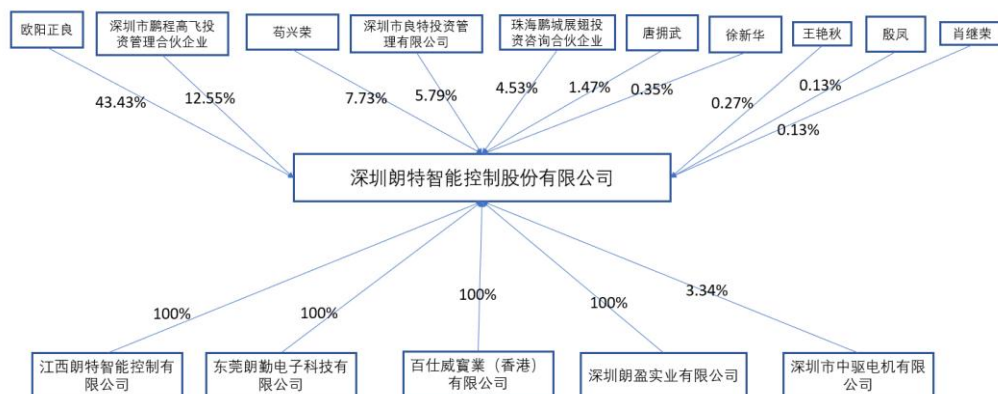 欧阳正良
深圳市鹏程高飞投
资管理合伙企业
苟兴荣
深圳市良特投资管
理有限公司
珠海鹏城展翅投
资咨询合伙企业
唐拥武
徐新华
王艳秋
殷凤
肖继荣
43.43%
12.55%
7.73%
5.79%
4.53%
1.47%
0.35%
0.27%
0.13%
0.13%
深圳朗特智能控制股份有限公司
100%
100%
100%
100%
3.34%
江西朗特智能控制有
限公司
东莞朗勤电子科技有
限公司
百仕威實業（香港）
有限公司
深圳朗盈实业有限公司
深圳市中驱电机有限
公司